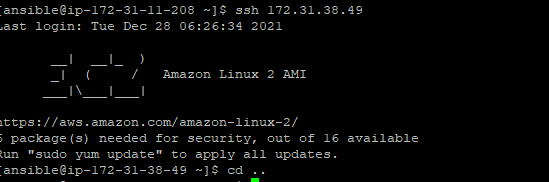 [ansible@ip-172-31-11-208 ~]$ ssh 172.31.38.49
Last login: Tue Dec 28 06:26:34 2021
__|  __|_  )
_|  (     /   Amazon Linux 2 AMI
___|\___|___|
https://aws.amazon.com/amazon-linux-2/
5 package(s) needed for security, out of 16 available
Run "sudo yum update" to apply all updates.
[ansible@ip-172-31-38-49 ~]$ cd ..